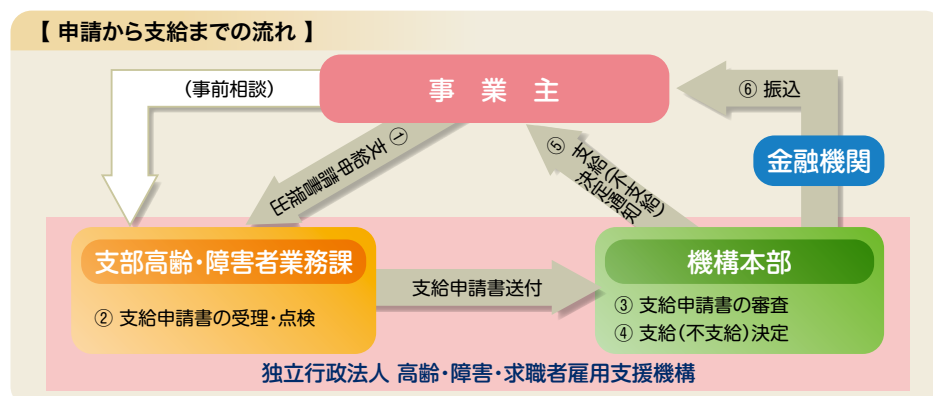 【 申請から支給までの流れ 】
(事前相談)
事 業 主
⑥ 振込
① 支給申請書提出
⑤ 支給(不支給)
決定通知
金融機関
支部高齢・障害者業務課
② 支給申請書の受理・点検
支給申請書送付
機構本部
③ 支給申請書の審査
④ 支給(不支給)決定
独立行政法人 高齢・障害・求職者雇用支援機構